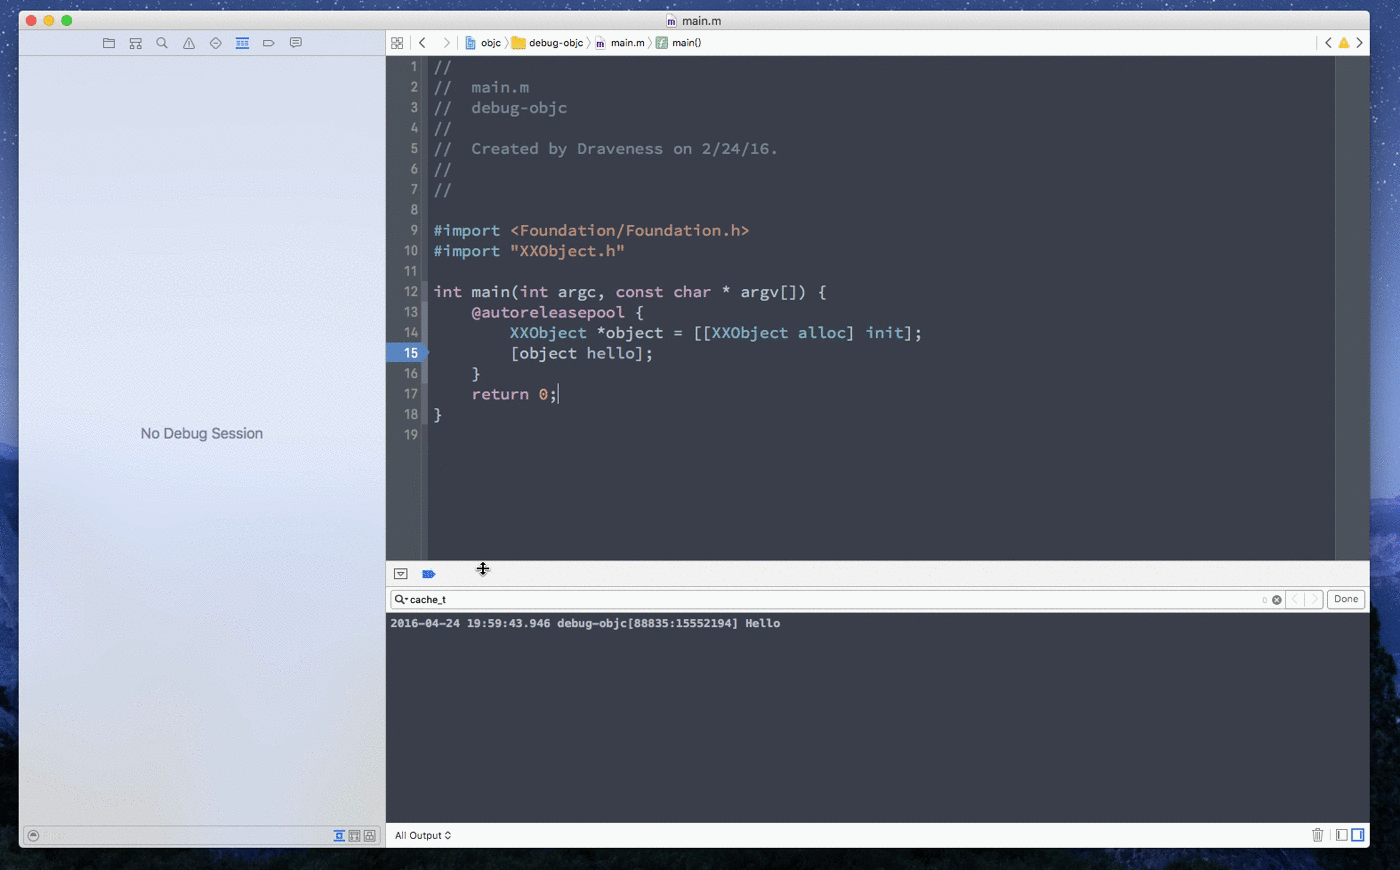 main.m
objc debug-objc main.m main()
1 //
2 //  main.m
3 //  debug-objc
4 //
5 //  Created by Draveness on 2/24/16.
6 //
7 //
8
9 #import <Foundation/Foundation.h>
10 #import "XXObject.h"
11
12 int main(int argc, const char * argv[]) {
13     @autoreleasepool {
14         XXObject *object = [[XXObject alloc] init];
15         [object hello];
16     }
17     return 0;
18 }
19
No Debug Session
cache_t 0 Done
2016-04-24 19:59:43.946 debug-objc[88835:15552194] Hello
All Output